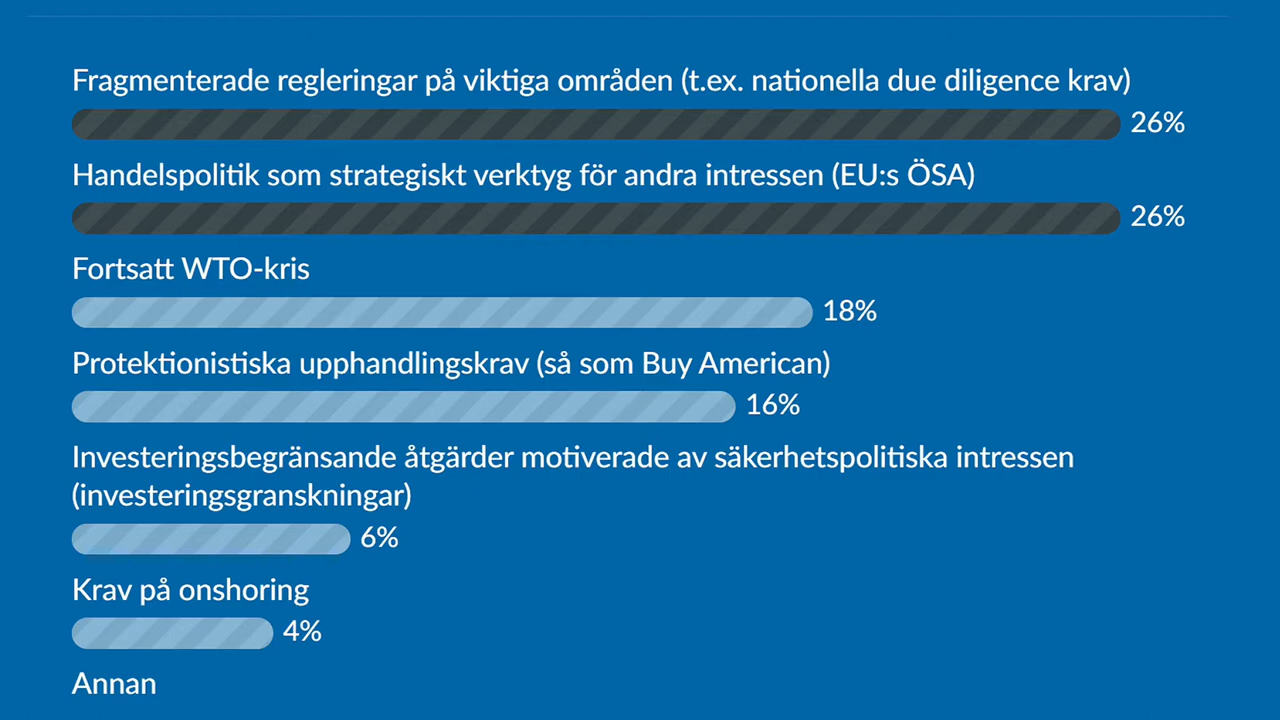 Fragmenterade regleringar på viktiga områden (t.ex. nationella due diligence krav)
26%
Handelspolitik som strategiskt verktyg för andra intressen (EU:s ÖSA)
26%
Fortsatt WTO-kris
18%
Protektionistiska upphandlingskrav (så som Buy American)
16%
Investeringsbegränsande åtgärder motiverade av säkerhetspolitiska intressen
(investeringsgranskningar)
6%
Krav på onshoring
4%
Annan